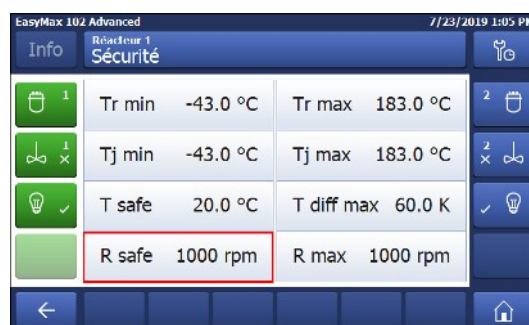 EasyMax 102 Advanced 7/23/2019 1:05 PM
Info Réacteur 1
Sécurité
1 Tr min -43.0 °C Tr max 183.0 °C 2
1 Tj min -43.0 °C Tj max 183.0 °C 2
T safe 20.0 °C T diff max 60.0 K
R safe 1000 rpm R max 1000 rpm